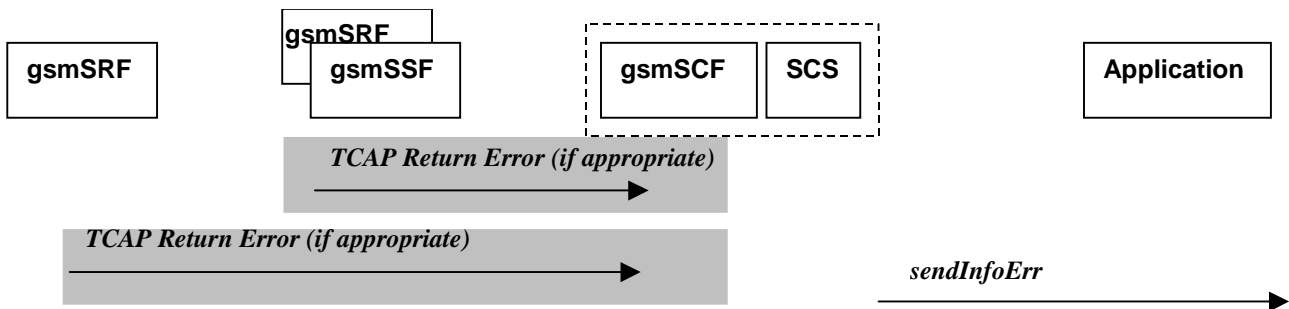 gsmSRF
gsmSRF
gsmSSF
gsmSCF
SCS
Application
TCAP Return Error (if appropriate)
TCAP Return Error (if appropriate)
sendInfoErr